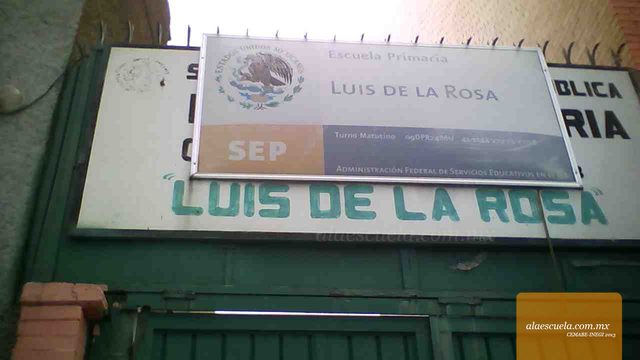 ESTADOS UNIDOS MEXICANOS
Escuela Primaria
LUIS DE LA ROSA
SEP
Turno Matutino
ADMINISTRACIÓN FEDERAL DE SERVICIOS EDUCATIVOS EN EL
BLICA
RIA
"LUIS DE LA ROSA"
alaescuela.com.mx
alaescuela.com.mx
CEMABE-INEGI 2013